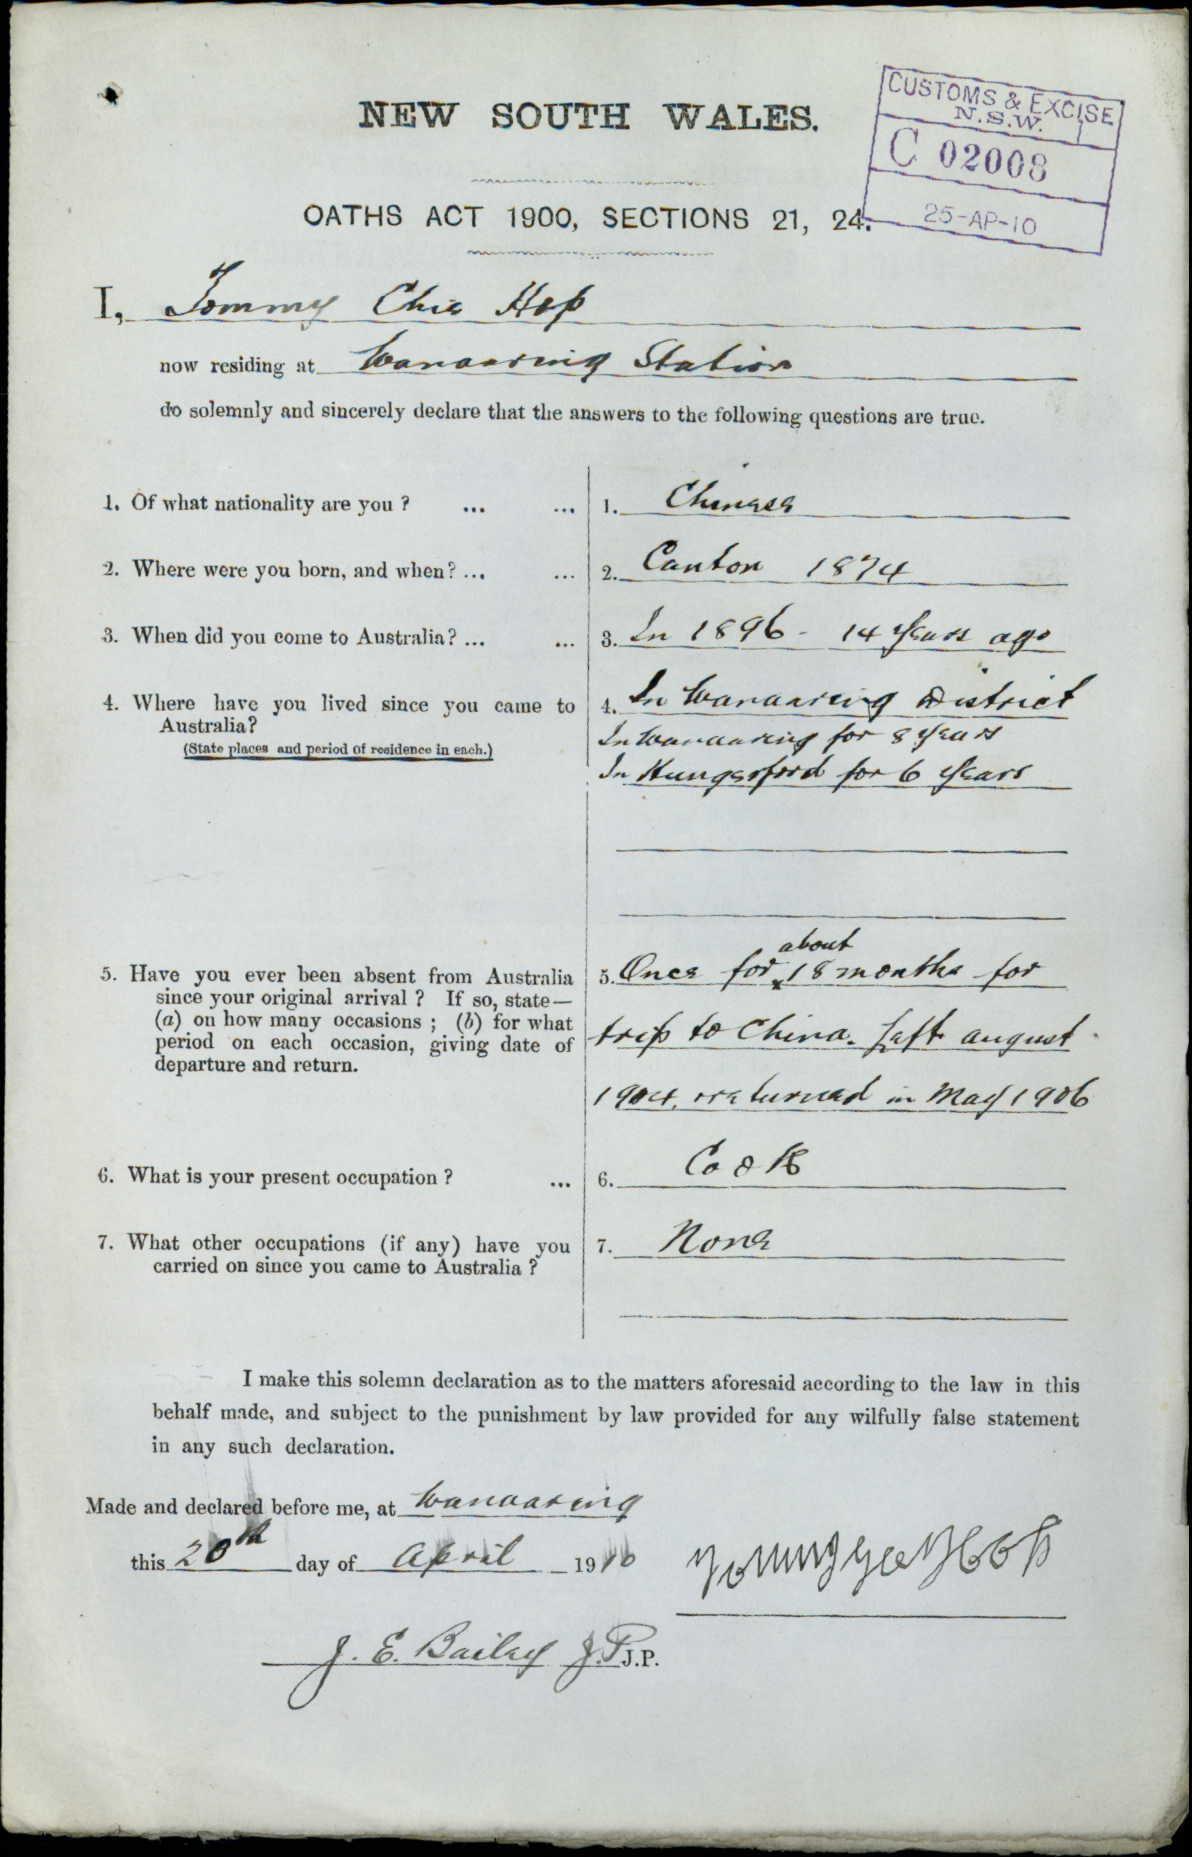 NEW SOUTH WALES.
CUSTOMS & EXCISE
N.S.W.
C 02008
25-AP-10
OATHS ACT 1900, SECTIONS 21, 24.
I, Tommy Chie Hop
now residing at Wanaaring Station
do solemnly and sincerely declare that the answers to the following questions are true.
1. Of what nationality are you ? ... ... 1. Chinese
2. Where were you born, and when? ... ... 2. Canton 1874
3. When did you come to Australia? ... ... 3. In 1896 - 14 years ago
4. Where have you lived since you came to 4. In Wanaaring District
Australia?
In Wanaaring for 8 years
(State places and period of residence in each.)
In Hungerford for 6 years
about
5. Have you ever been absent from Australia 5. Once for 18 months for
since your original arrival ? If so, state—
(a) on how many occasions ; (b) for what
period on each occasion, giving date of trip to China. Left august
departure and return.
1904, returned in May 1906
6. What is your present occupation ? ... 6. Cook
7. What other occupations (if any) have you 7. None
carried on since you came to Australia ?
I make this solemn declaration as to the matters aforesaid according to the law in this
behalf made, and subject to the punishment by law provided for any wilfully false statement
in any such declaration.
Made and declared before me, at Wanaaring
this 20th day of April 1910
J. E. Bailey J.P. J.P.